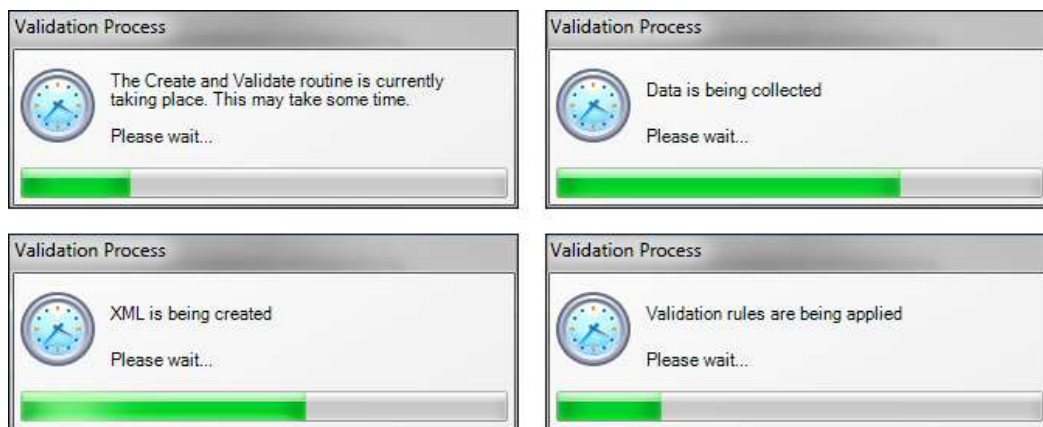 Validation Process
The Create and Validate routine is currently
taking place. This may take some time.
Please wait...
Validation Process
Data is being collected
Please wait...
Validation Process
XML is being created
Please wait...
Validation Process
Validation rules are being applied
Please wait...